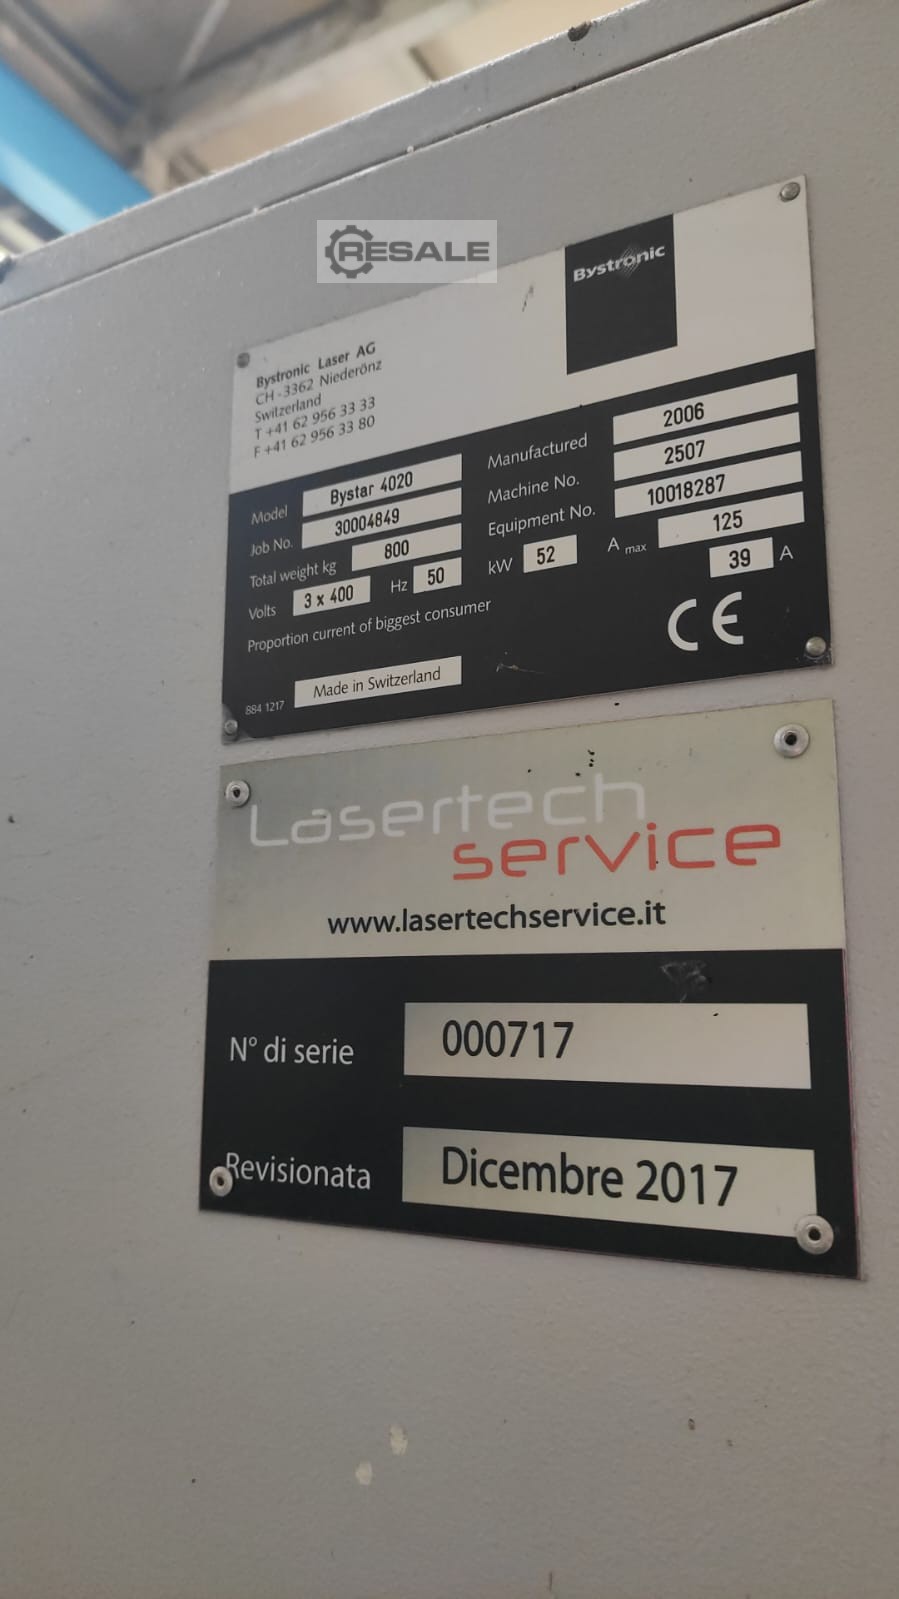 RESALE
Bystronic
Bystronic Laser AG
CH-3362 Niederönz
Switzerland
T +41 62 956 33 33
F +41 62 956 33 80
Model Bystar 4020
Manufactured 2006
Job No. 30004849
Machine No. 2507
Total weight kg 800
Equipment No. 10018287
Volts 3 x 400 Hz 50 kW 52 A max 125
Proportion current of biggest consumer 39 A
CE
884 1217 Made in Switzerland
Lasertech
service
www.lasertechservice.it
N° di serie 000717
Revisionata Dicembre 2017